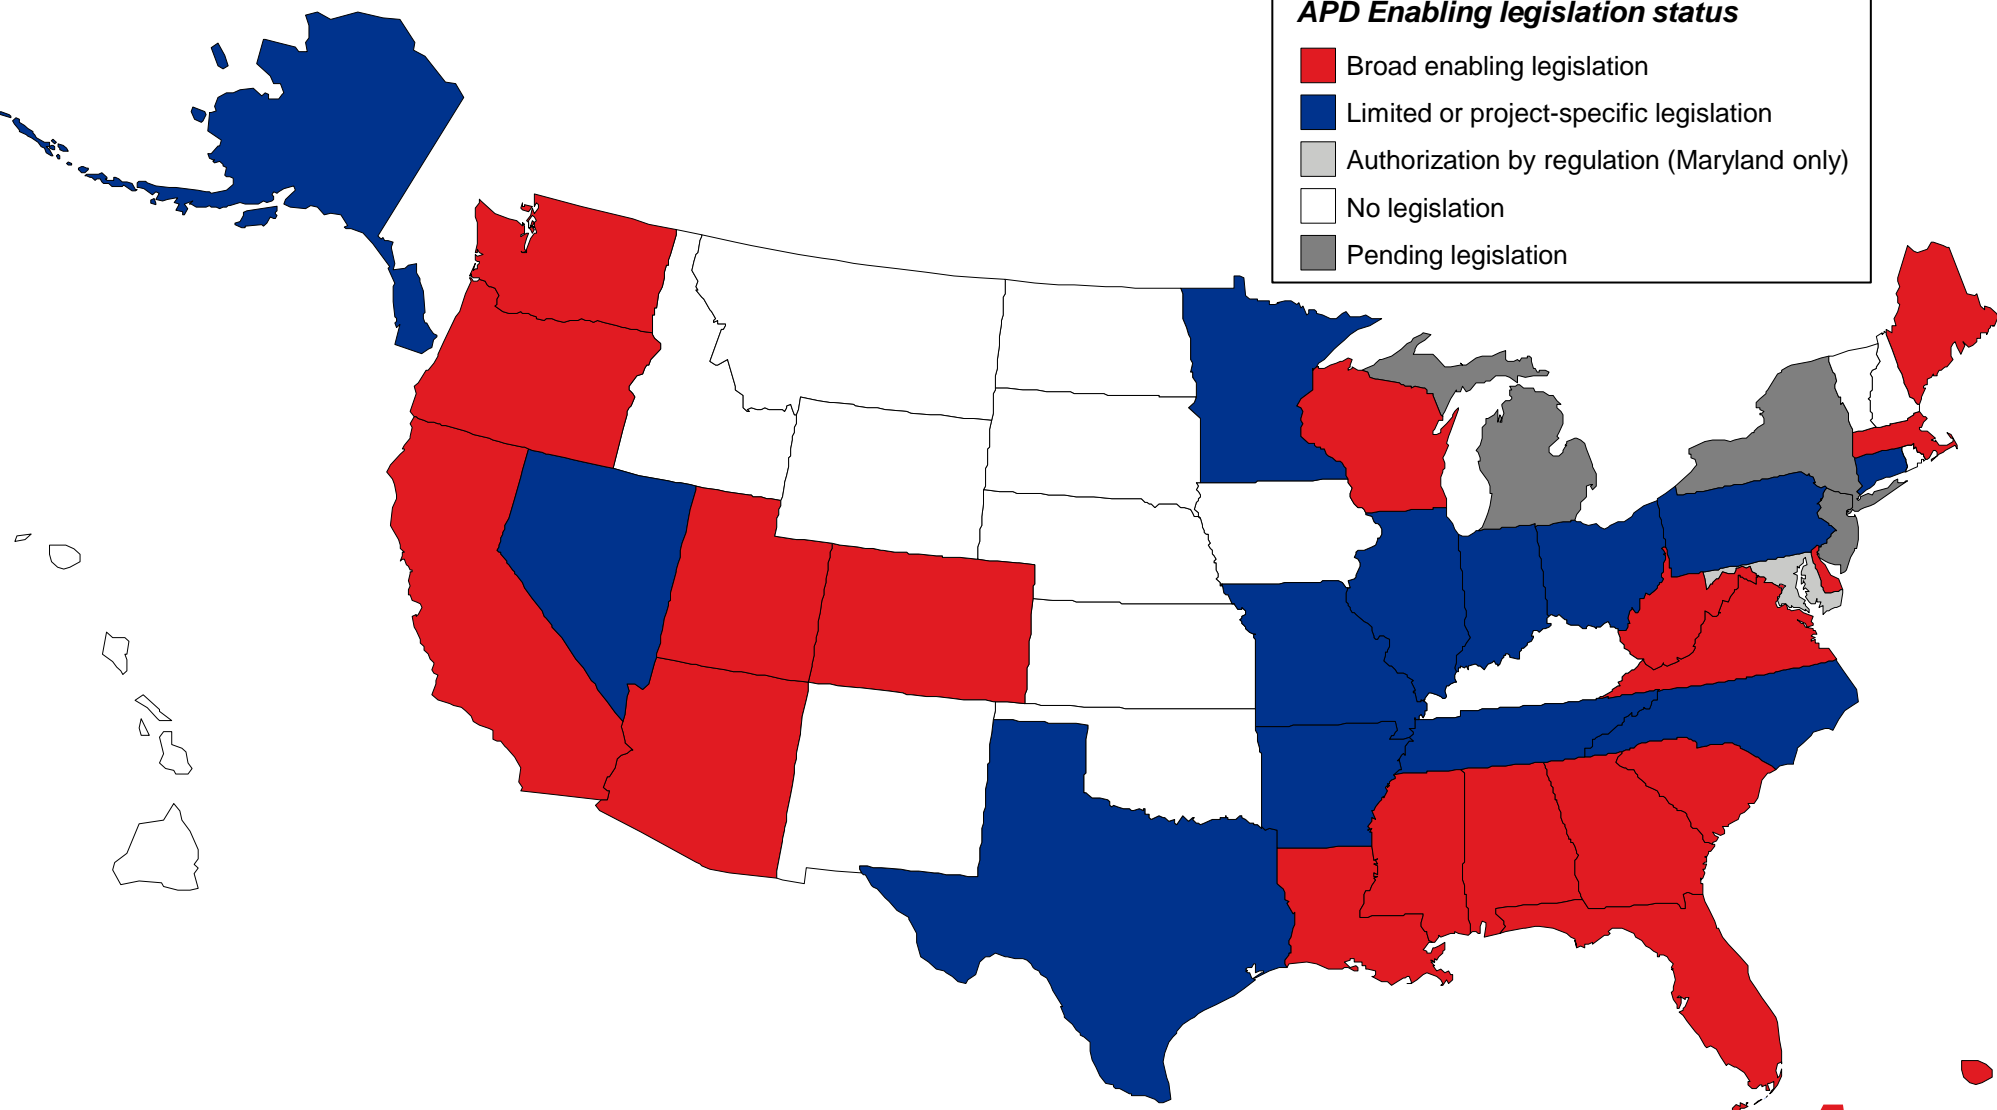 APD Enabling legislation status
Broad enabling legislation
Limited or project-specific legislation
Authorization by regulation (Maryland only)
No legislation
Pending legislation